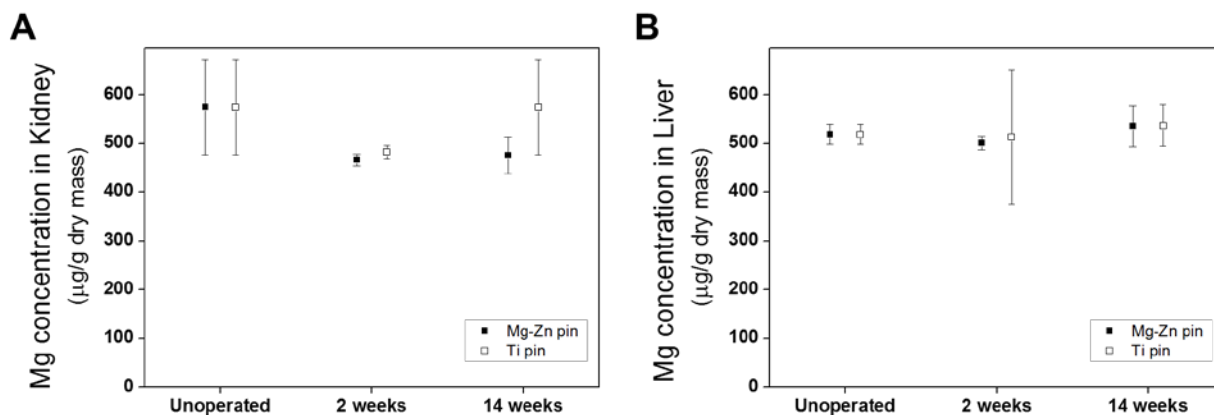 A
Mg concentration in Kidney
(μg/g dry mass)
600
500
400
300
200
100
0
Mg-Zn pin
Ti pin
Unoperated 2 weeks 14 weeks
B
Mg concentration in Liver
(μg/g dry mass)
600
500
400
300
200
100
0
Mg-Zn pin
Ti pin
Unoperated 2 weeks 14 weeks